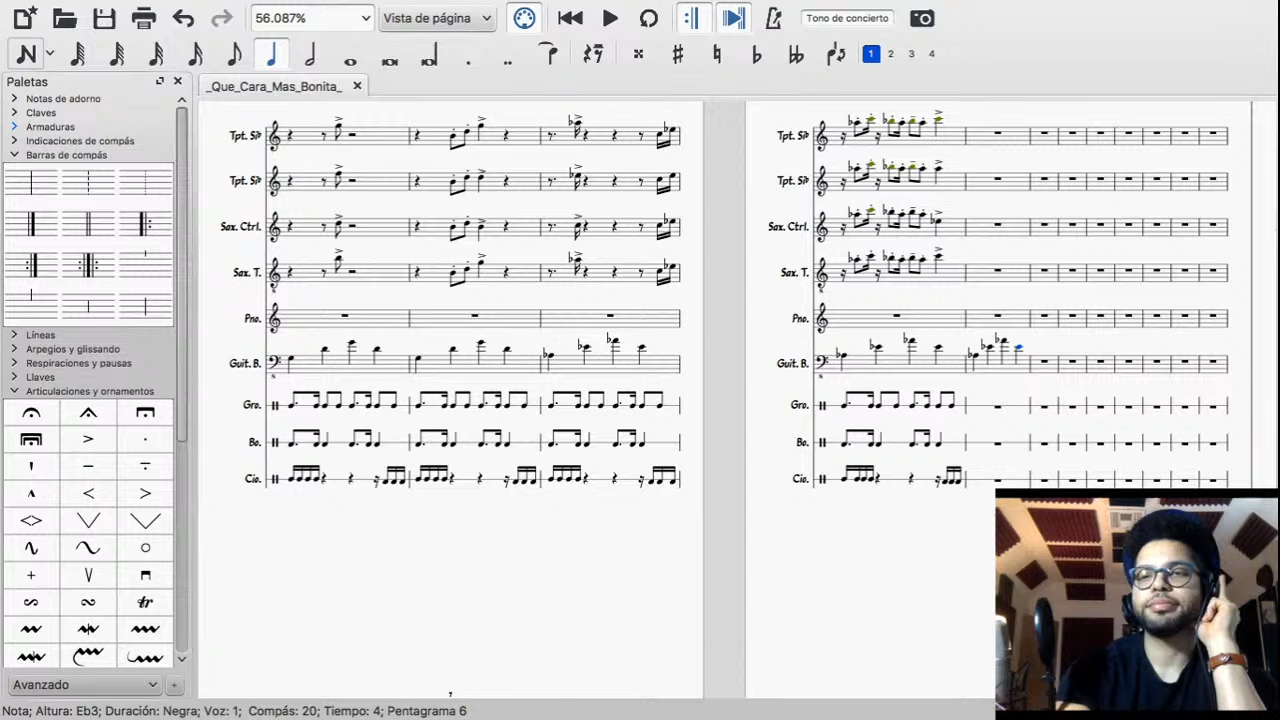 56.087%
Vista de página
Tono de concierto
1 2 3 4
Paletas
_Que_Cara_Mas_Bonita_
Notas de adorno
Claves
Armaduras
Indicaciones de compás
Barras de compás
Líneas
Arpegios y glissando
Respiraciones y pausas
Llaves
Articulaciones y ornamentos
tr
Avanzado
Tpt. Si♭
Tpt. Si♭
Sax. Ctrl.
Sax. T.
Pno.
Guit. B.
Gro.
Bo.
Cio.
Tpt. Si♭
Tpt. Si♭
Sax. Ctrl.
Sax. T.
Pno.
Guit. B.
Gro.
Bo.
Cio.
Nota; Altura: Eb3; Duración: Negra; Voz: 1; Compás: 20; Tiempo: 4; Pentagrama 6